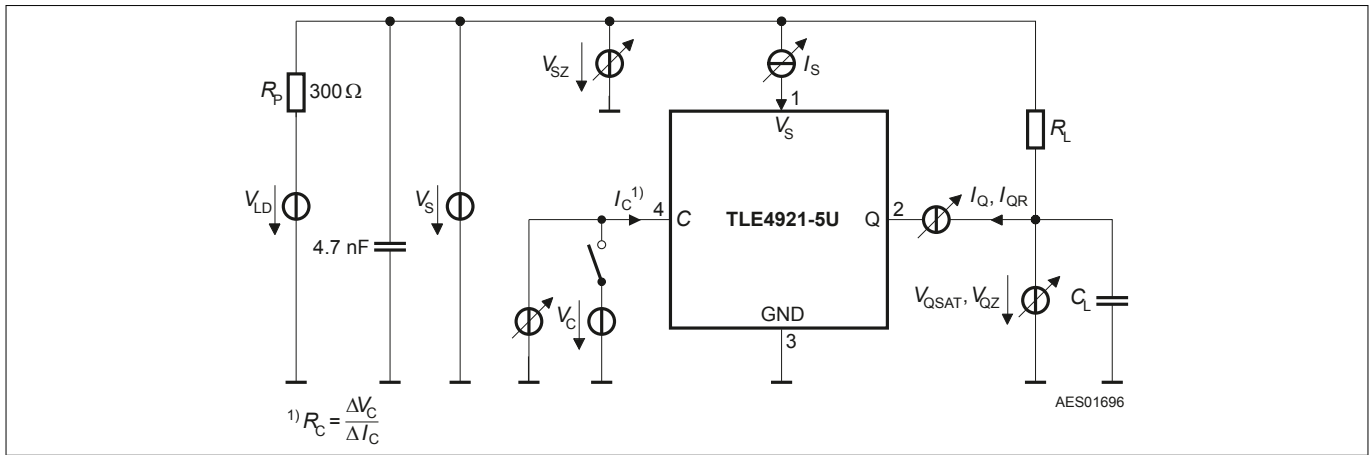 V_SZ
I_S
R_P 300 Ω
1
V_S
R_L
V_LD
V_S
I_C ¹⁾
4
C
TLE4921-5U
Q
2
I_Q, I_QR
4.7 nF
V_C
V_QSAT, V_QZ
C_L
GND
3
AES01696
¹⁾ R_C = ΔV_C / ΔI_C